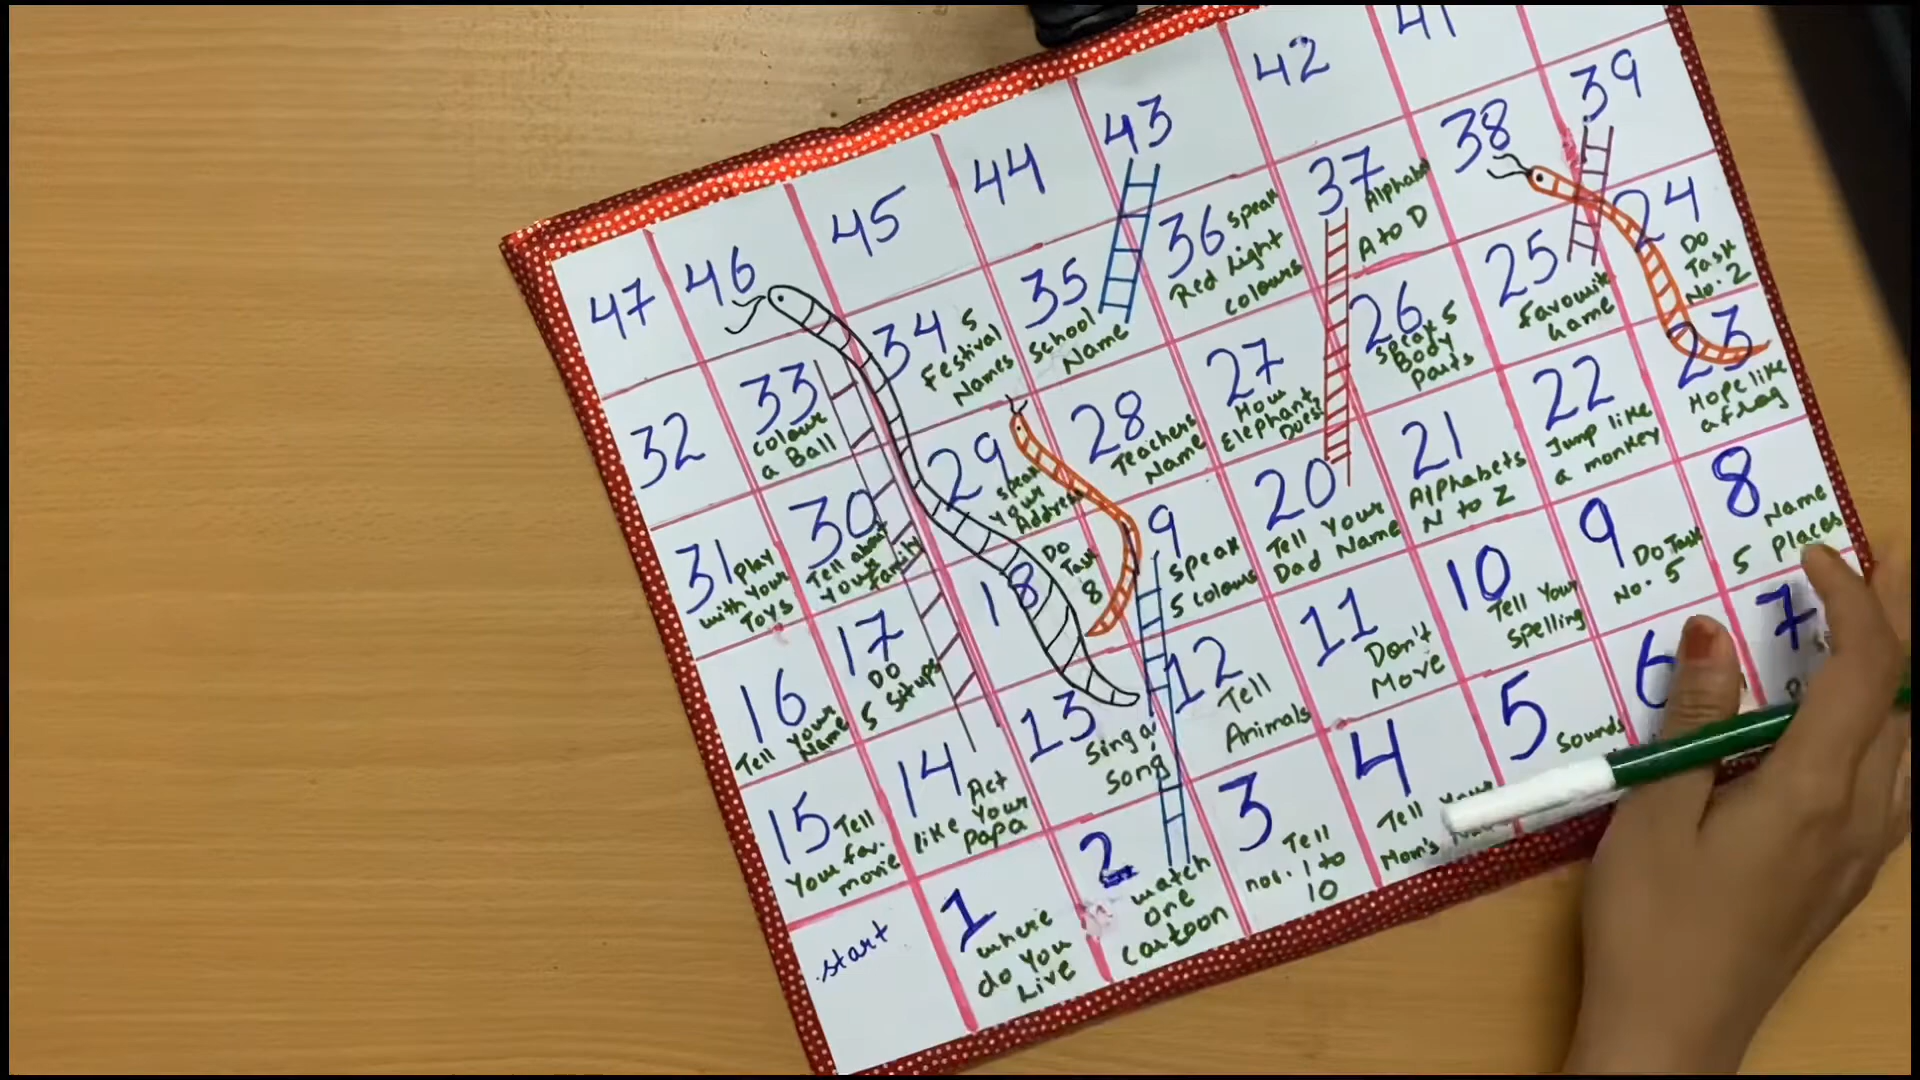 47
46
45
44
43
42
41
32
33
colour
a Ball
34
5
Festival
Names
35
School
Name
36 speak
Red Light
colours
37
Alphabet
A to D
38
39
31 play
with Your
Toys
30
Tell about
Your
Family
29
speak
Your
Address
28
Teachers
Name
27
How
Elephant
Does
26
speak 5
Body
Parts
25
favourite
Game
24
Do
Task
No. 2
16
Tell Your
Name
17
Do
5 Situps
18
Do
Task
8
9
speak
5 colours
20
Tell Your
Dad Name
21
Alphabets
N to Z
22
Jump like
a monkey
23
Hope like
a frog
15 Tell
Your fav.
movie
14
Act
like Your
Papa
13
Sing a
song
12
Tell
Animals
11
Don't
Move
10
Tell Your
spelling
9
Do Task
No. 5
8
Name
5 places
start
1
where
do You
Live
2
watch
one
cartoon
3
Tell
nos. 1 to
10
4
Tell Your
Mom's
5
Sounds
6
7